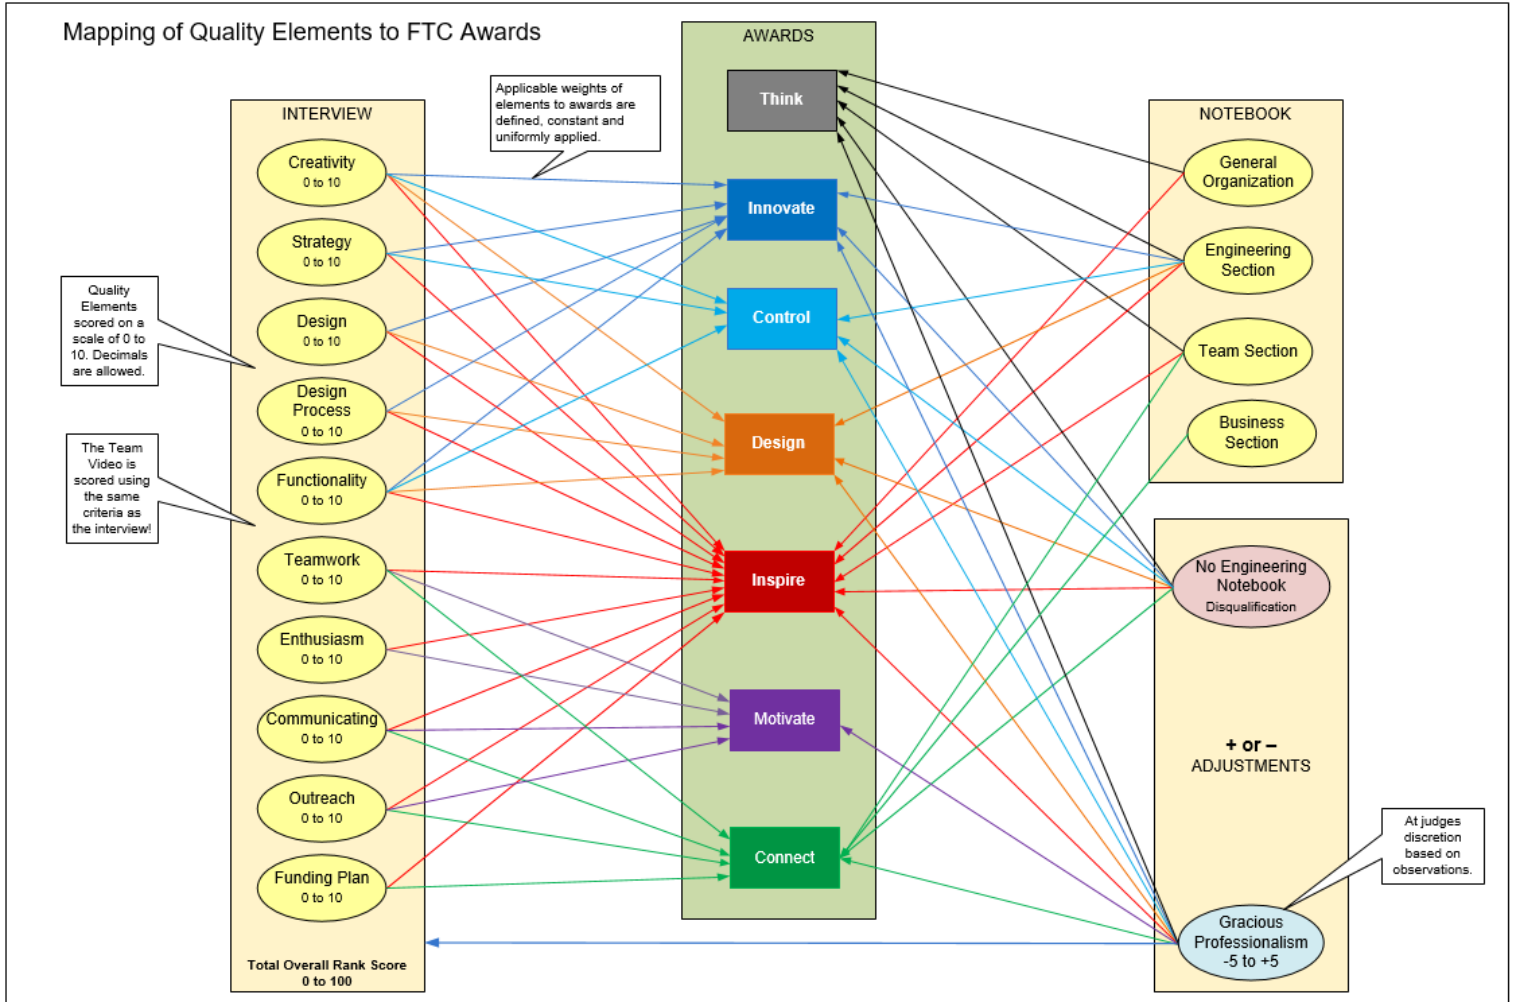 Mapping of Quality Elements to FTC Awards
AWARDS
Think
Innovate
Control
Design
Inspire
Motivate
Connect
Applicable weights of
elements to awards are
defined, constant and
uniformly applied.
INTERVIEW
Creativity
0 to 10
Strategy
0 to 10
Design
0 to 10
Design
Process
0 to 10
Functionality
0 to 10
Teamwork
0 to 10
Enthusiasm
0 to 10
Communicating
0 to 10
Outreach
0 to 10
Funding Plan
0 to 10
Total Overall Rank Score
0 to 100
Quality
Elements
scored on a
scale of 0 to
10. Decimals
are allowed.
The Team
Video is
scored using
the same
criteria as
the interview!
NOTEBOOK
General
Organization
Engineering
Section
Team Section
Business
Section
No Engineering
Notebook
Disqualification
+ or –
ADJUSTMENTS
Gracious
Professionalism
-5 to +5
At judges
discretion
based on
observations.